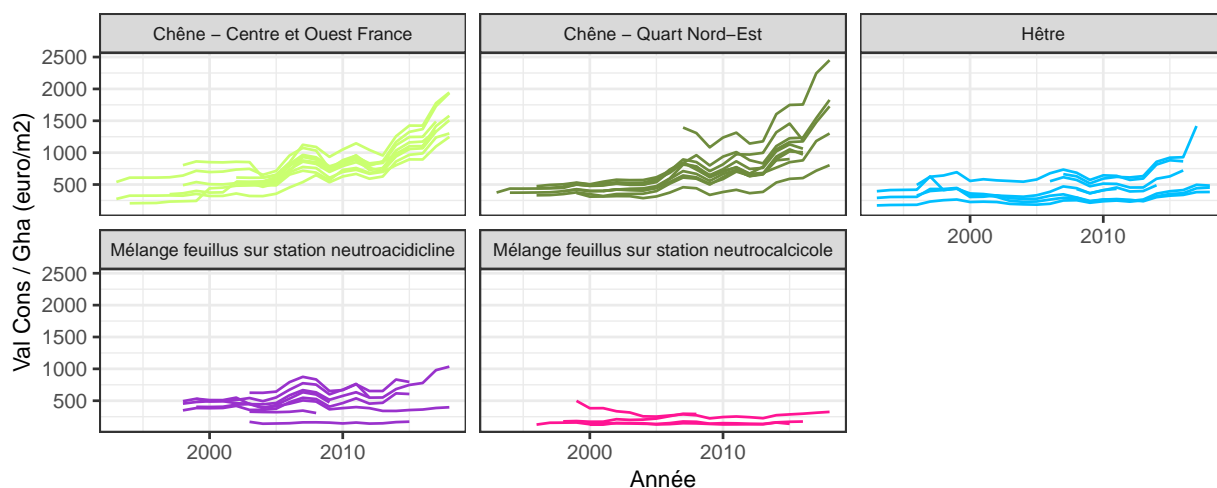 Chêne − Centre et Ouest France
Chêne − Quart Nord−Est
Hêtre
2500
2000
1500
1000
500
2000
2010
Mélange feuillus sur station neutroacidicline
Mélange feuillus sur station neutrocalcicole
2500
2000
1500
1000
500
2000
2010
2000
2010
Année
Val Cons / Gha (euro/m2)